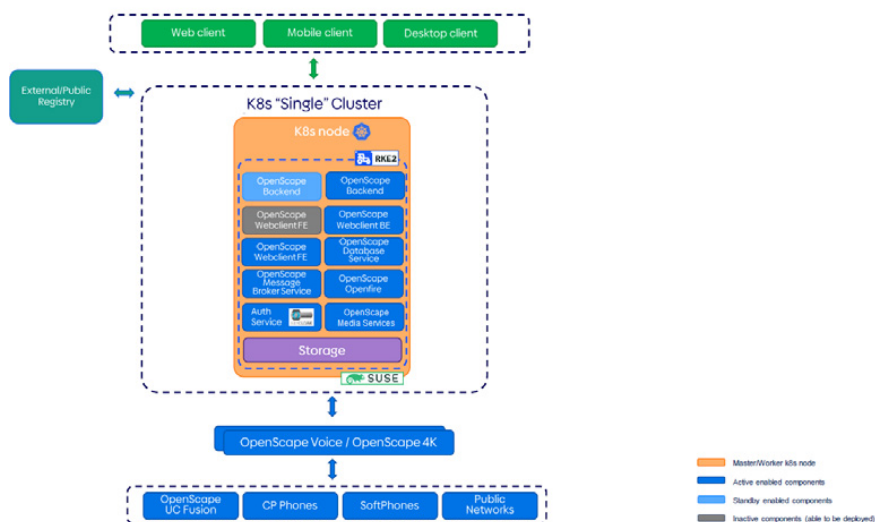 Web client
Mobile client
Desktop client
External/Public
Registry
K8s "Single" Cluster
K8s node
RKE2
OpenScape
Backend
OpenScape
Backend
OpenScape
Webclient FE
OpenScape
Webclient BE
OpenScape
Webclient FE
OpenScape
Database
Service
OpenScape
Message
Broker Service
OpenScape
Openfire
Auth
Service
OpenScape
Media Services
Storage
SUSE
OpenScape Voice / OpenScape 4K
OpenScape
UC Fusion
CP Phones
SoftPhones
Public
Networks
Master/Worker k8s node
Active enabled components
Standby enabled components
Inactive components (able to be deployed)